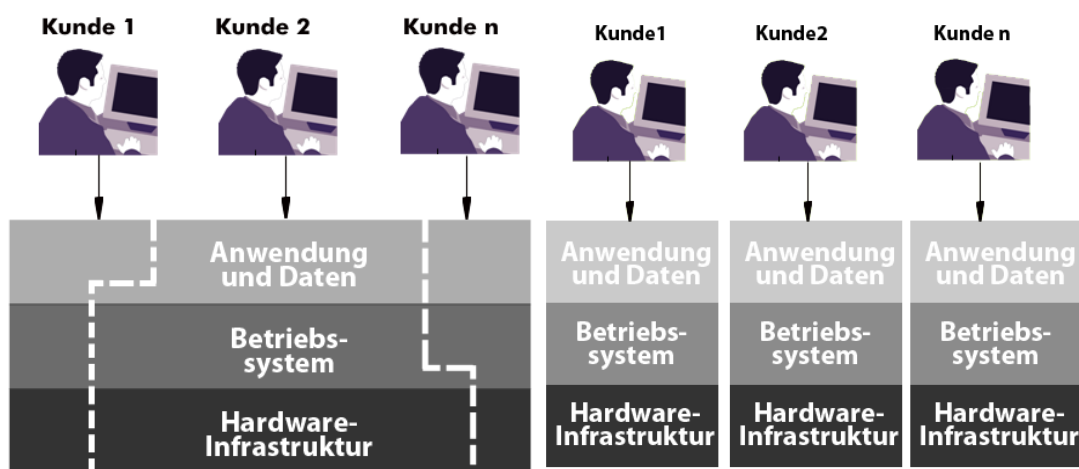 Kunde 1
Kunde 2
Kunde n
Anwendung
und Daten
Betriebs-
system
Hardware-
Infrastruktur
Kunde1
Kunde2
Kunde n
Anwendung
und Daten
Anwendung
und Daten
Anwendung
und Daten
Betriebs-
system
Betriebs-
system
Betriebs-
system
Hardware-
Infrastruktur
Hardware-
Infrastruktur
Hardware-
Infrastruktur